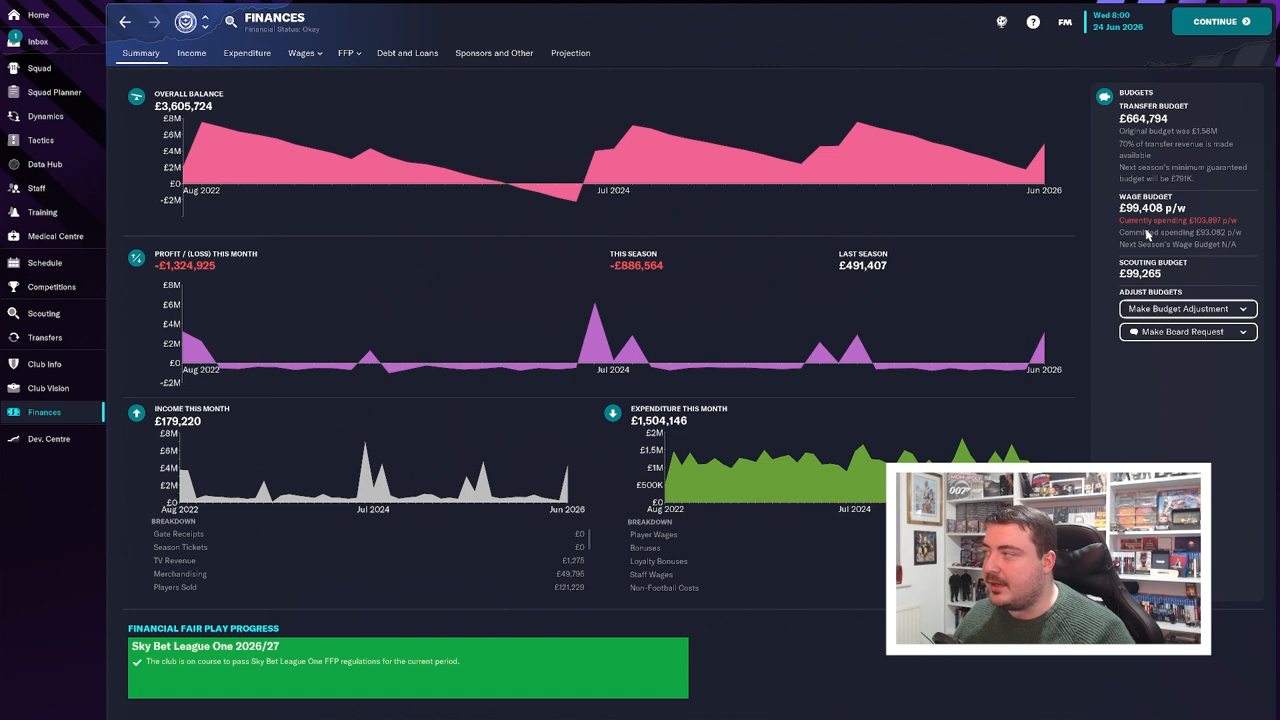 Home
1
Inbox
Squad
Squad Planner
Dynamics
Tactics
Data Hub
Staff
Training
Medical Centre
Schedule
Competitions
Scouting
Transfers
Club Info
Club Vision
Finances
Dev. Centre
FINANCES
Financial Status: Okay
?
FM
Wed 8:00
24 Jun 2026
CONTINUE
Summary
Income
Expenditure
Wages
FFP
Debt and Loans
Sponsors and Other
Projection
OVERALL BALANCE
£3,605,724
£8M
£6M
£4M
£2M
£0
-£2M
Aug 2022
Jul 2024
Jun 2026
PROFIT / (LOSS) THIS MONTH
-£1,324,925
THIS SEASON
-£886,564
LAST SEASON
£491,407
£8M
£6M
£4M
£2M
£0
-£2M
Aug 2022
Jul 2024
Jun 2026
INCOME THIS MONTH
£179,220
£8M
£6M
£4M
£2M
£0
Aug 2022
Jul 2024
Jun 2026
BREAKDOWN
Gate Receipts £0
Season Tickets £0
TV Revenue £1,275
Merchandising £49,795
Players Sold £121,229
EXPENDITURE THIS MONTH
£1,504,146
£2M
£1.5M
£1M
£500K
£0
Aug 2022
Jul 2024
BREAKDOWN
Player Wages
Bonuses
Loyalty Bonuses
Staff Wages
Non-Football Costs
BUDGETS
TRANSFER BUDGET
£664,794
Original budget was £1.58M
70% of transfer revenue is made
available
Next season's minimum guaranteed
budget will be £791K.
WAGE BUDGET
£99,408 p/w
Currently spending £103,897 p/w
spending £93,082 p/w
Next Season's Wage Budget N/A
SCOUTING BUDGET
£99,265
ADJUST BUDGETS
Make Budget Adjustment
Make Board Request
MONOPOLY
007
FINANCIAL FAIR PLAY PROGRESS
Sky Bet League One 2026/27
The club is on course to pass Sky Bet League One FFP regulations for the current period.